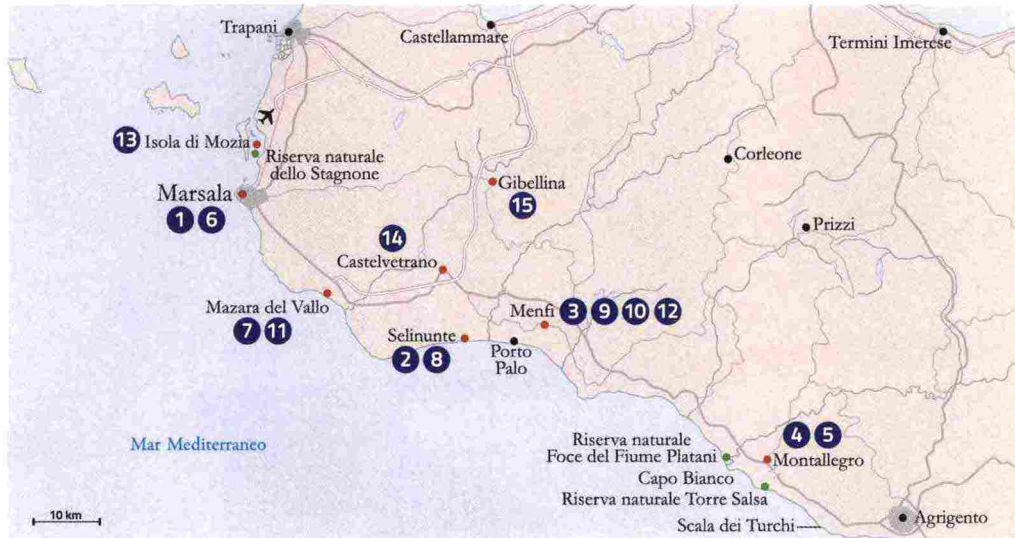 Trapani
Castellammare
Termini Imerese
13 Isola di Mozia
Riserva naturale
dello Stagnone
Corleone
Marsala
1 6
Gibellina
15
Prizzi
14
Castelvetrano
Mazara del Vallo
7 11
Menfi 3 9 10 12
Selinunte
2 8
Porto
Palo
Mar Mediterraneo
4 5
Montallegro
Riserva naturale
Foce del Fiume Platani
Capo Bianco
Riserva naturale Torre Salsa
Scala dei Turchi
Agrigento
10 km